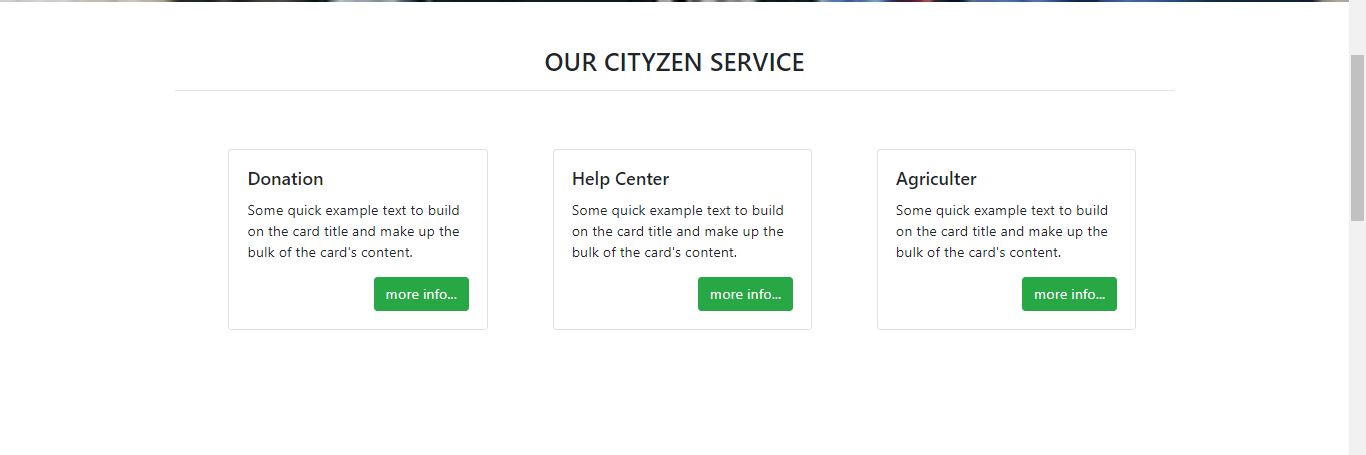 OUR CITYZEN SERVICE
Donation
Some quick example text to build
on the card title and make up the
bulk of the card's content.
more info...
Help Center
Some quick example text to build
on the card title and make up the
bulk of the card's content.
more info...
Agriculter
Some quick example text to build
on the card title and make up the
bulk of the card's content.
more info...